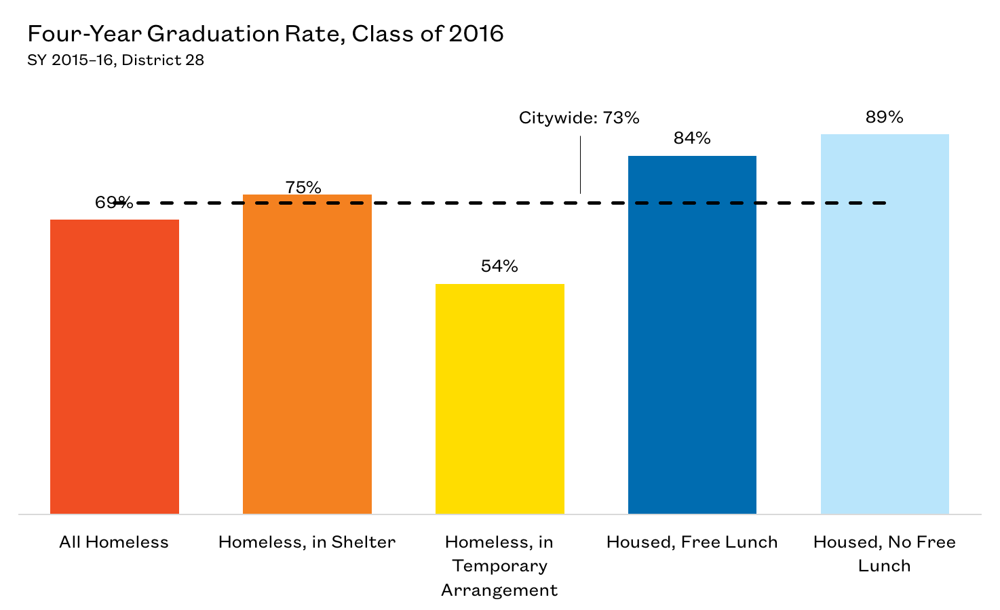 Four-Year Graduation Rate, Class of 2016
SY 2015–16, District 28
Citywide: 73%
69%
75%
54%
84%
89%
All Homeless
Homeless, in Shelter
Homeless, in
Temporary
Arrangement
Housed, Free Lunch
Housed, No Free
Lunch